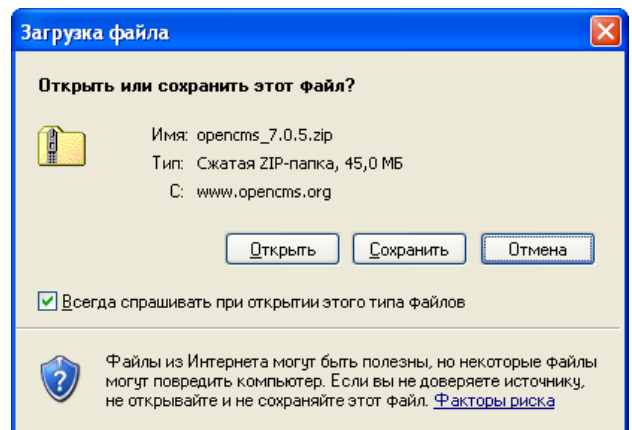 Загрузка файла
Открыть или сохранить этот файл?
Имя: opencms_7.0.5.zip
Тип: Сжатая ZIP-папка, 45,0 МБ
С: www.opencms.org
Открыть Сохранить Отмена
Всегда спрашивать при открытии этого типа файлов
Файлы из Интернета могут быть полезны, но некоторые файлы
могут повредить компьютер. Если вы не доверяете источнику,
не открывайте и не сохраняйте этот файл. Факторы риска